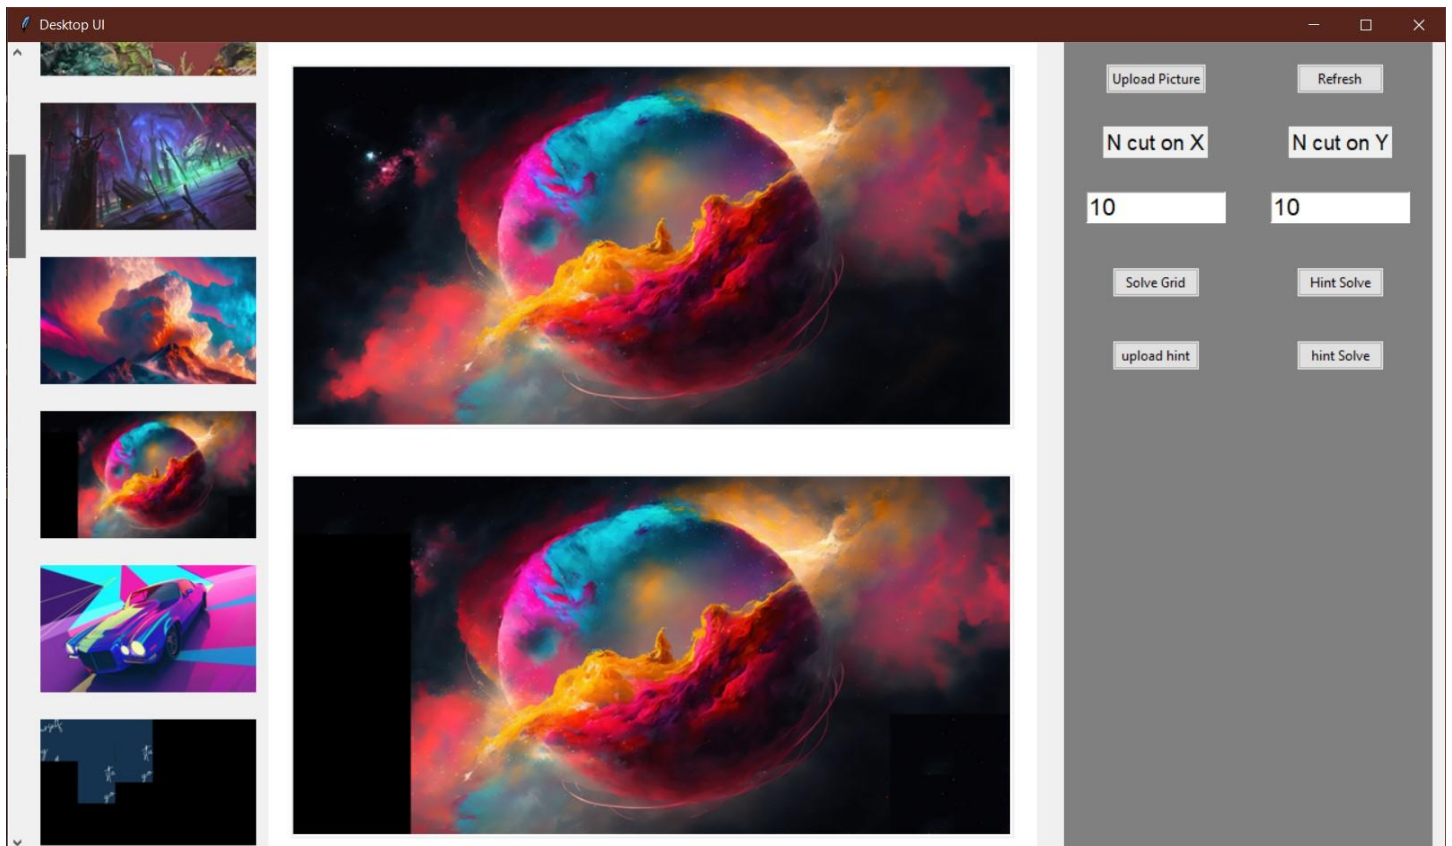 Desktop UI
Upload Picture
Refresh
N cut on X
N cut on Y
10
10
Solve Grid
Hint Solve
upload hint
hint Solve